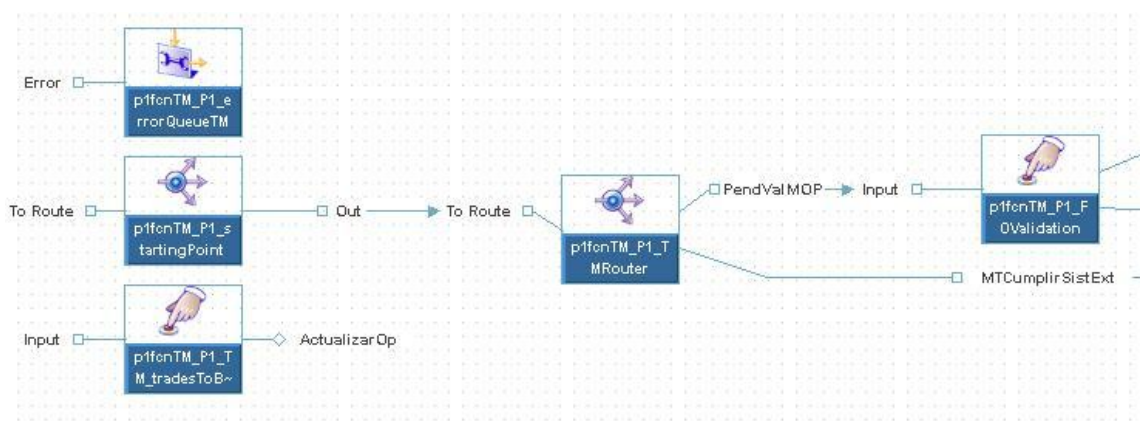 Error
p1fcnTM_P1_e
rrorQueueTM
To Route
p1fcnTM_P1_s
tartingPoint
Out
To Route
p1fcnTM_P1_T
MRouter
PendValMOP
Input
p1fcnTM_P1_F
OValidation
MTCumplirSistExt
Input
p1fcnTM_P1_T
M_tradesToB~
ActualizarOp